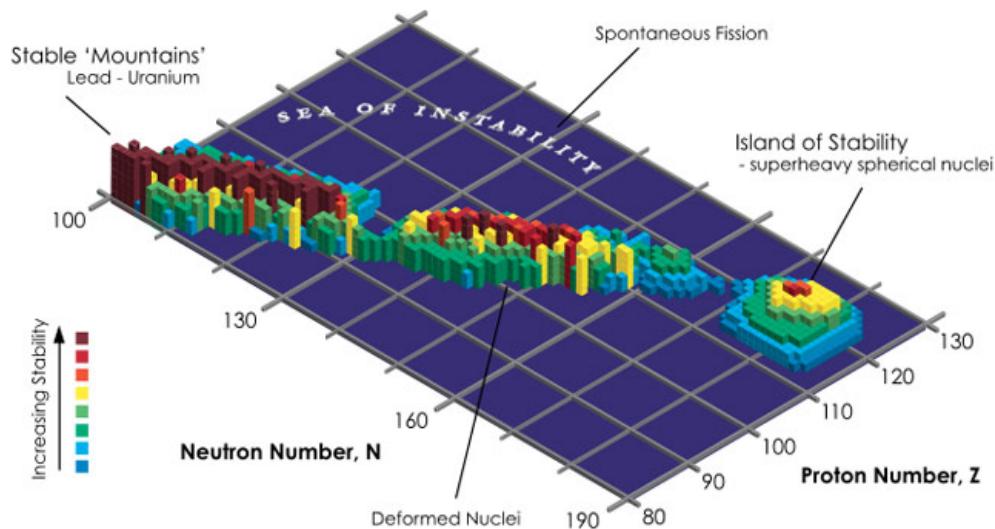 Spontaneous Fission
Stable ‘Mountains’
Lead - Uranium
SEA OF INSTABILITY
Island of Stability
- superheavy spherical nuclei
100
130
160
190
80
90
100
110
120
130
Increasing Stability
Neutron Number, N
Proton Number, Z
Deformed Nuclei